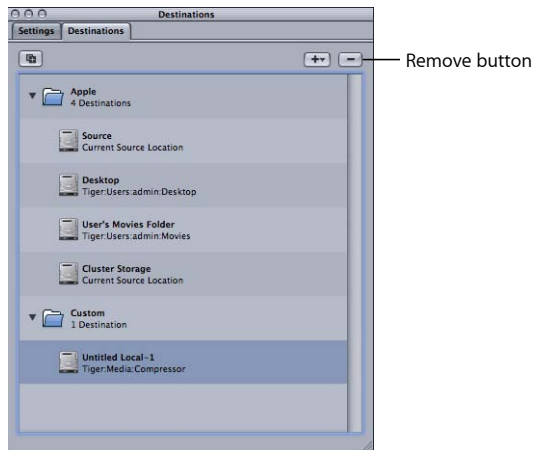 Destinations
Settings Destinations
Remove button
Apple
4 Destinations
Source
Current Source Location
Desktop
Tiger:Users:admin:Desktop
User's Movies Folder
Tiger:Users:admin:Movies
Cluster Storage
Current Source Location
Custom
1 Destination
Untitled Local-1
Tiger:Media:Compressor